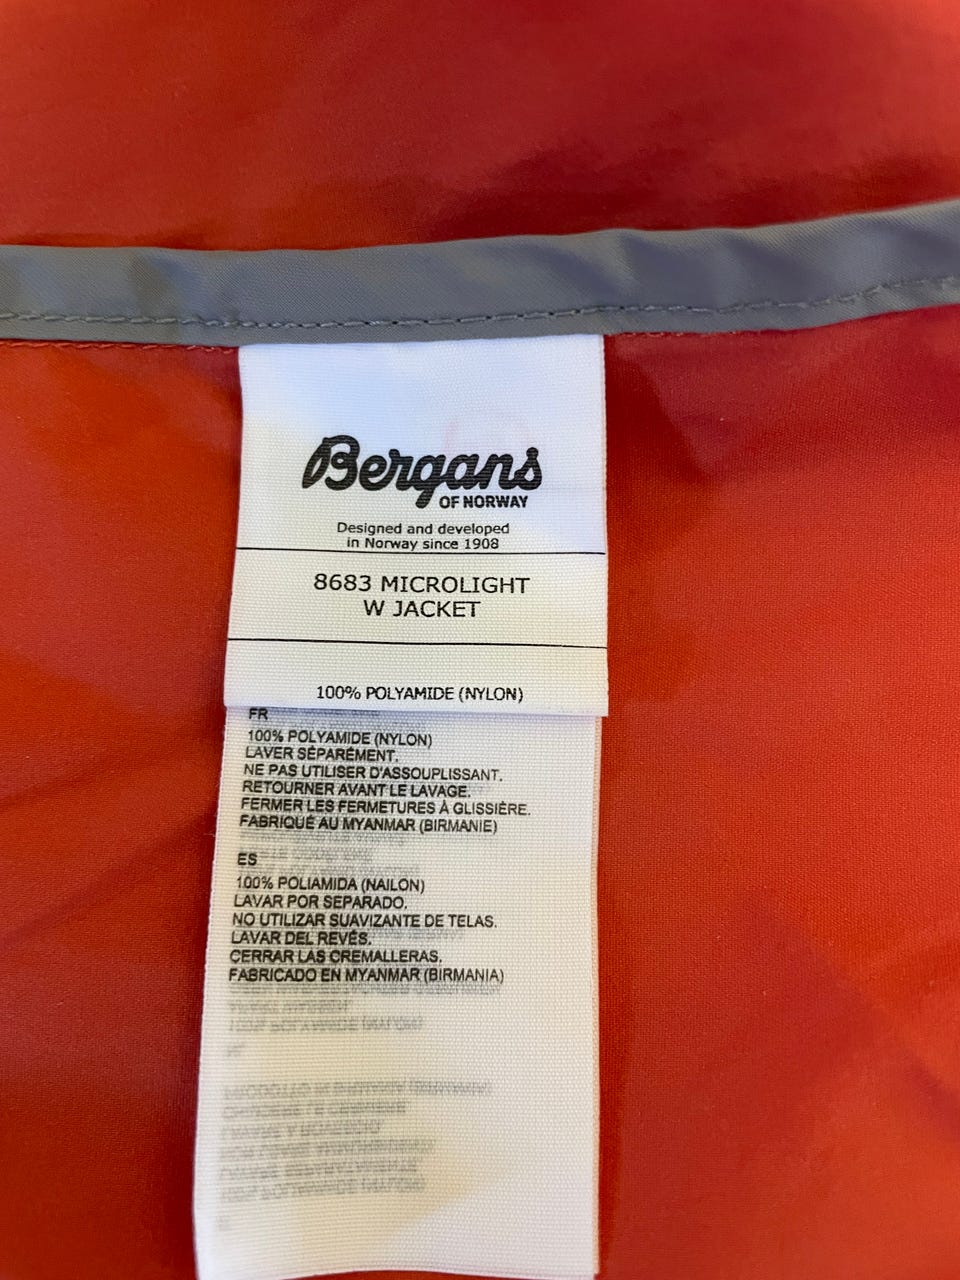 Bergans
OF NORWAY
Designed and developed
in Norway since 1908
8683 MICROLIGHT
W JACKET
100% POLYAMIDE (NYLON)
FR
100% POLYAMIDE (NYLON)
LAVER SÉPARÉMENT.
NE PAS UTILISER D'ASSOUPLISSANT.
RETOURNER AVANT LE LAVAGE.
FERMER LES FERMETURES À GLISSIÈRE.
FABRIQUÉ AU MYANMAR (BIRMANIE)
ES
100% POLIAMIDA (NAILON)
LAVAR POR SEPARADO.
NO UTILIZAR SUAVIZANTE DE TELAS.
LAVAR DEL REVÉS.
CERRAR LAS CREMALLERAS.
FABRICADO EN MYANMAR (BIRMANIA)